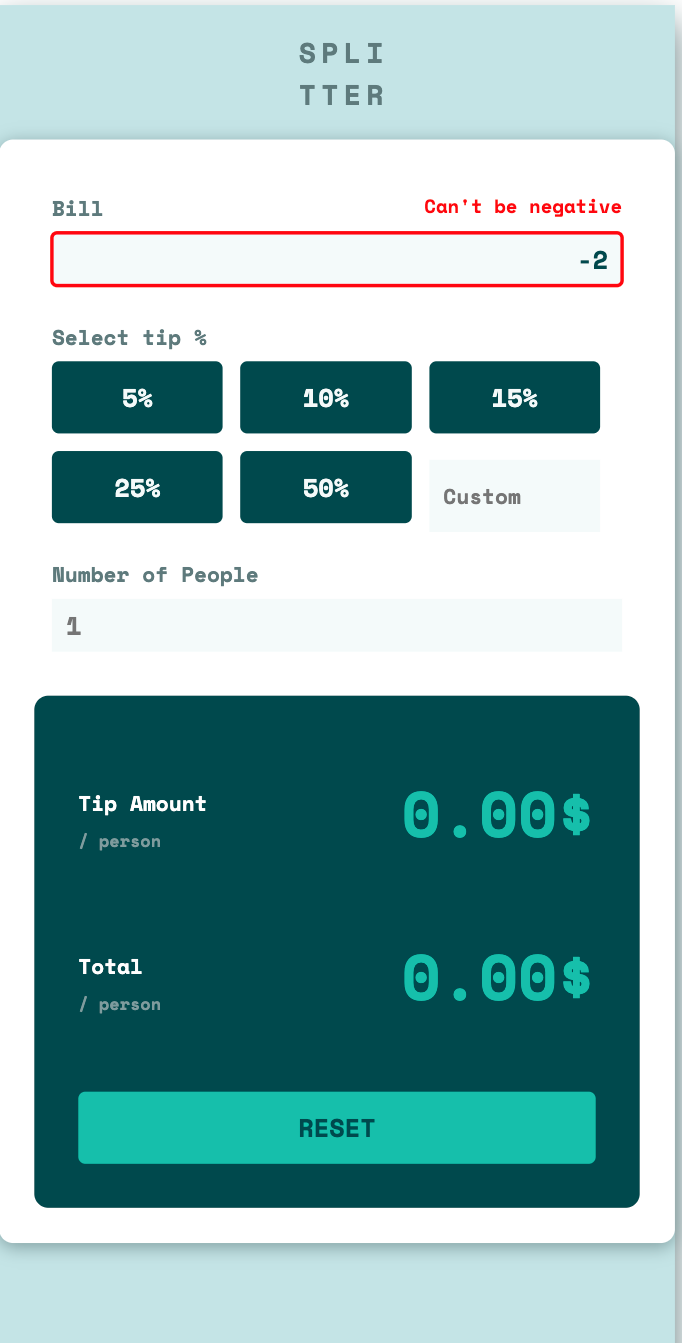 SPLI
TTER
Bill
Can't be negative
-2
Select tip %
5%
10%
15%
25%
50%
Custom
Number of People
1
Tip Amount
0.00$
/ person
Total
0.00$
/ person
RESET